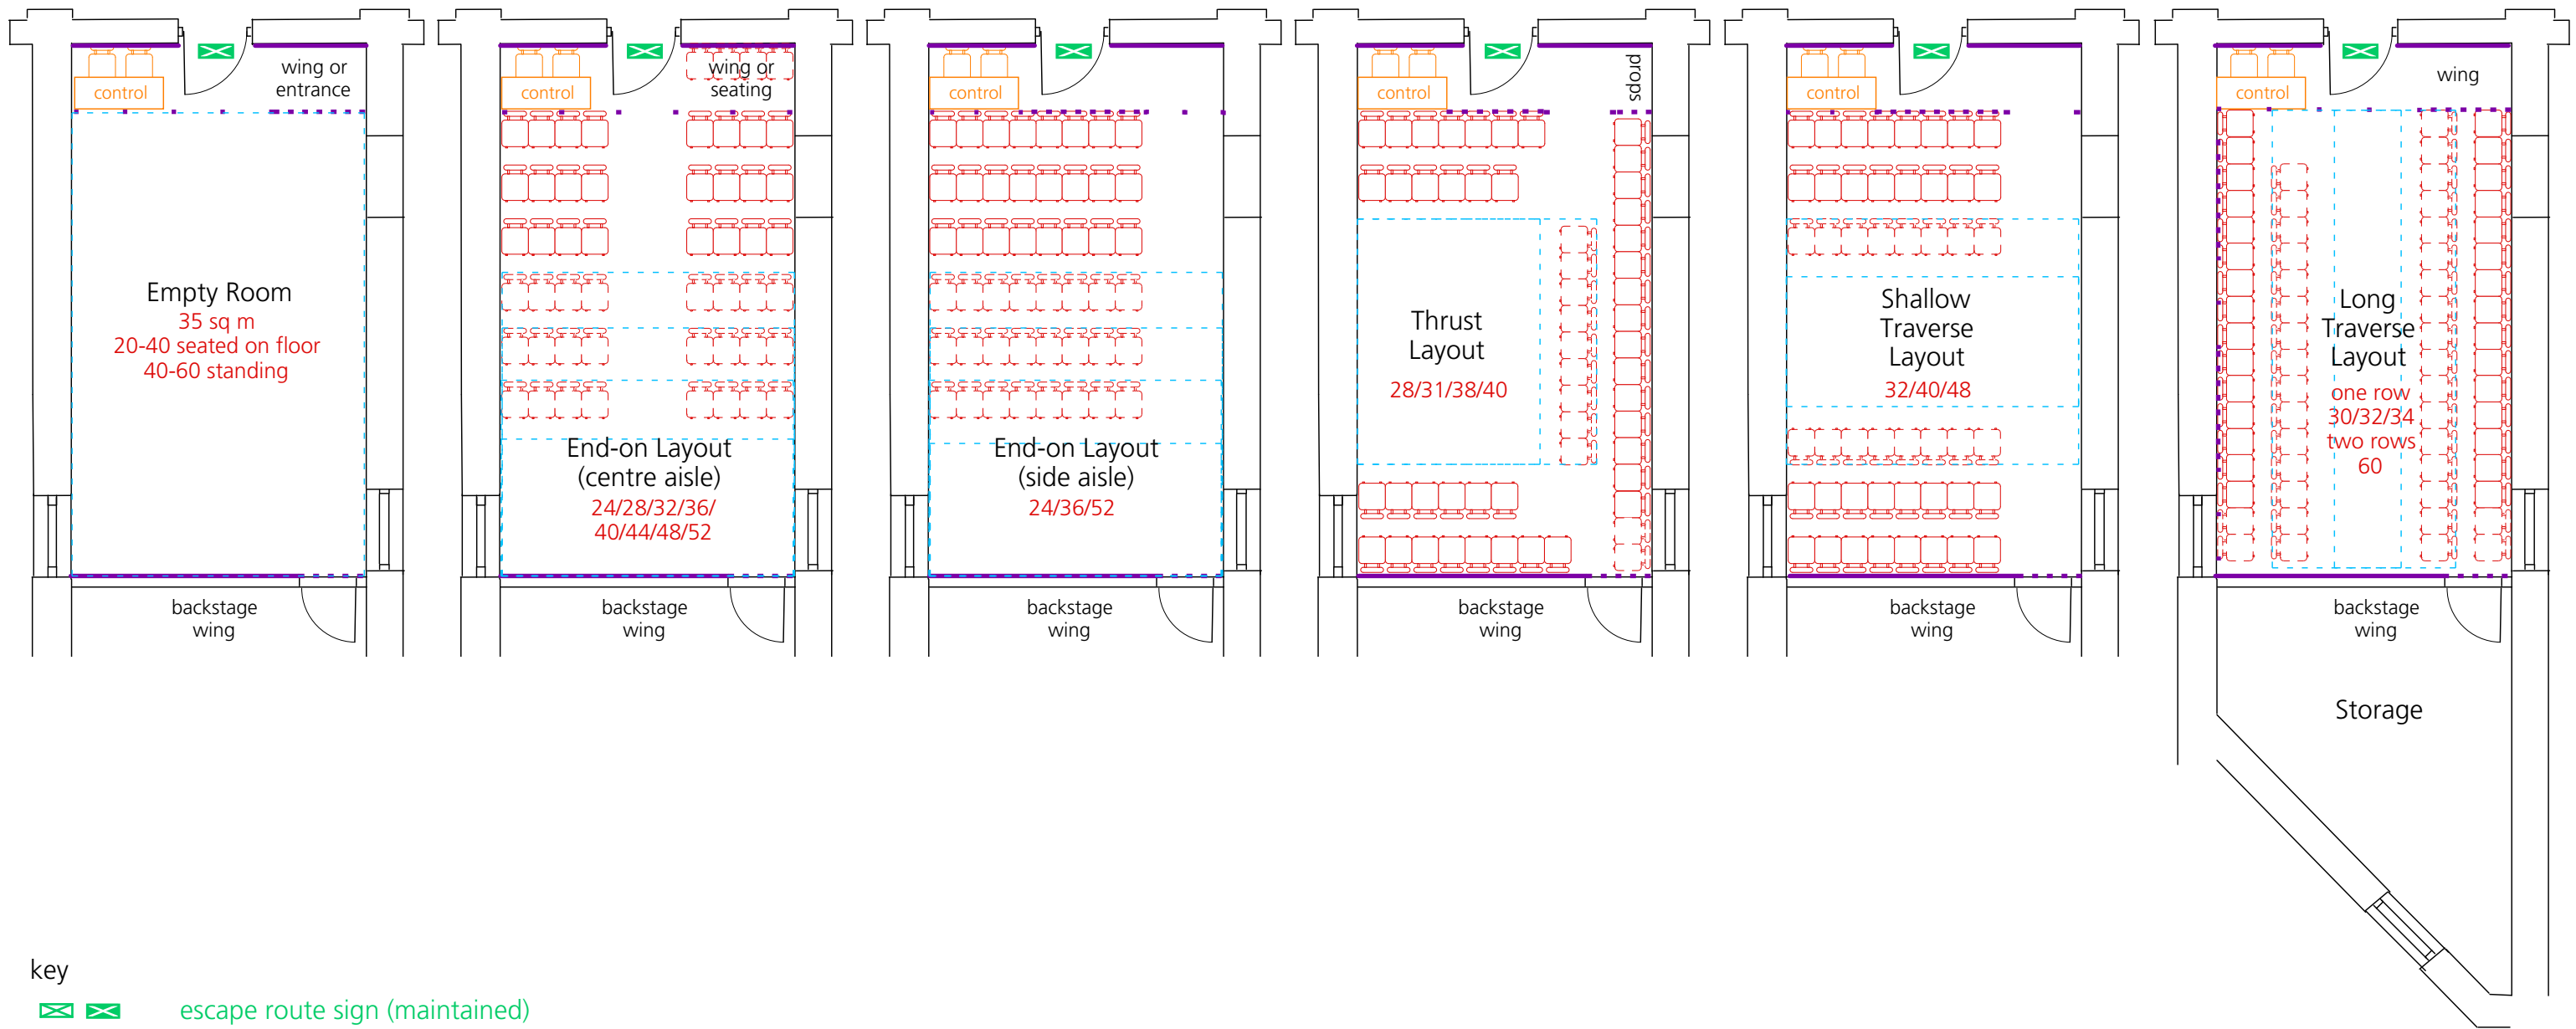 wing or
entrance
control
Empty Room
35 sq m
20-40 seated on floor
40-60 standing
backstage
wing
wing or
seating
control
End-on Layout
(centre aisle)
24/28/32/36/
40/44/48/52
backstage
wing
control
End-on Layout
(side aisle)
24/36/52
backstage
wing
props
control
Thrust
Layout
28/31/38/40
backstage
wing
control
Shallow
Traverse
Layout
32/40/48
backstage
wing
wing
control
Long
Traverse
Layout
one row
30/32/34
two rows
60
backstage
wing
Storage
key
escape route sign (maintained)